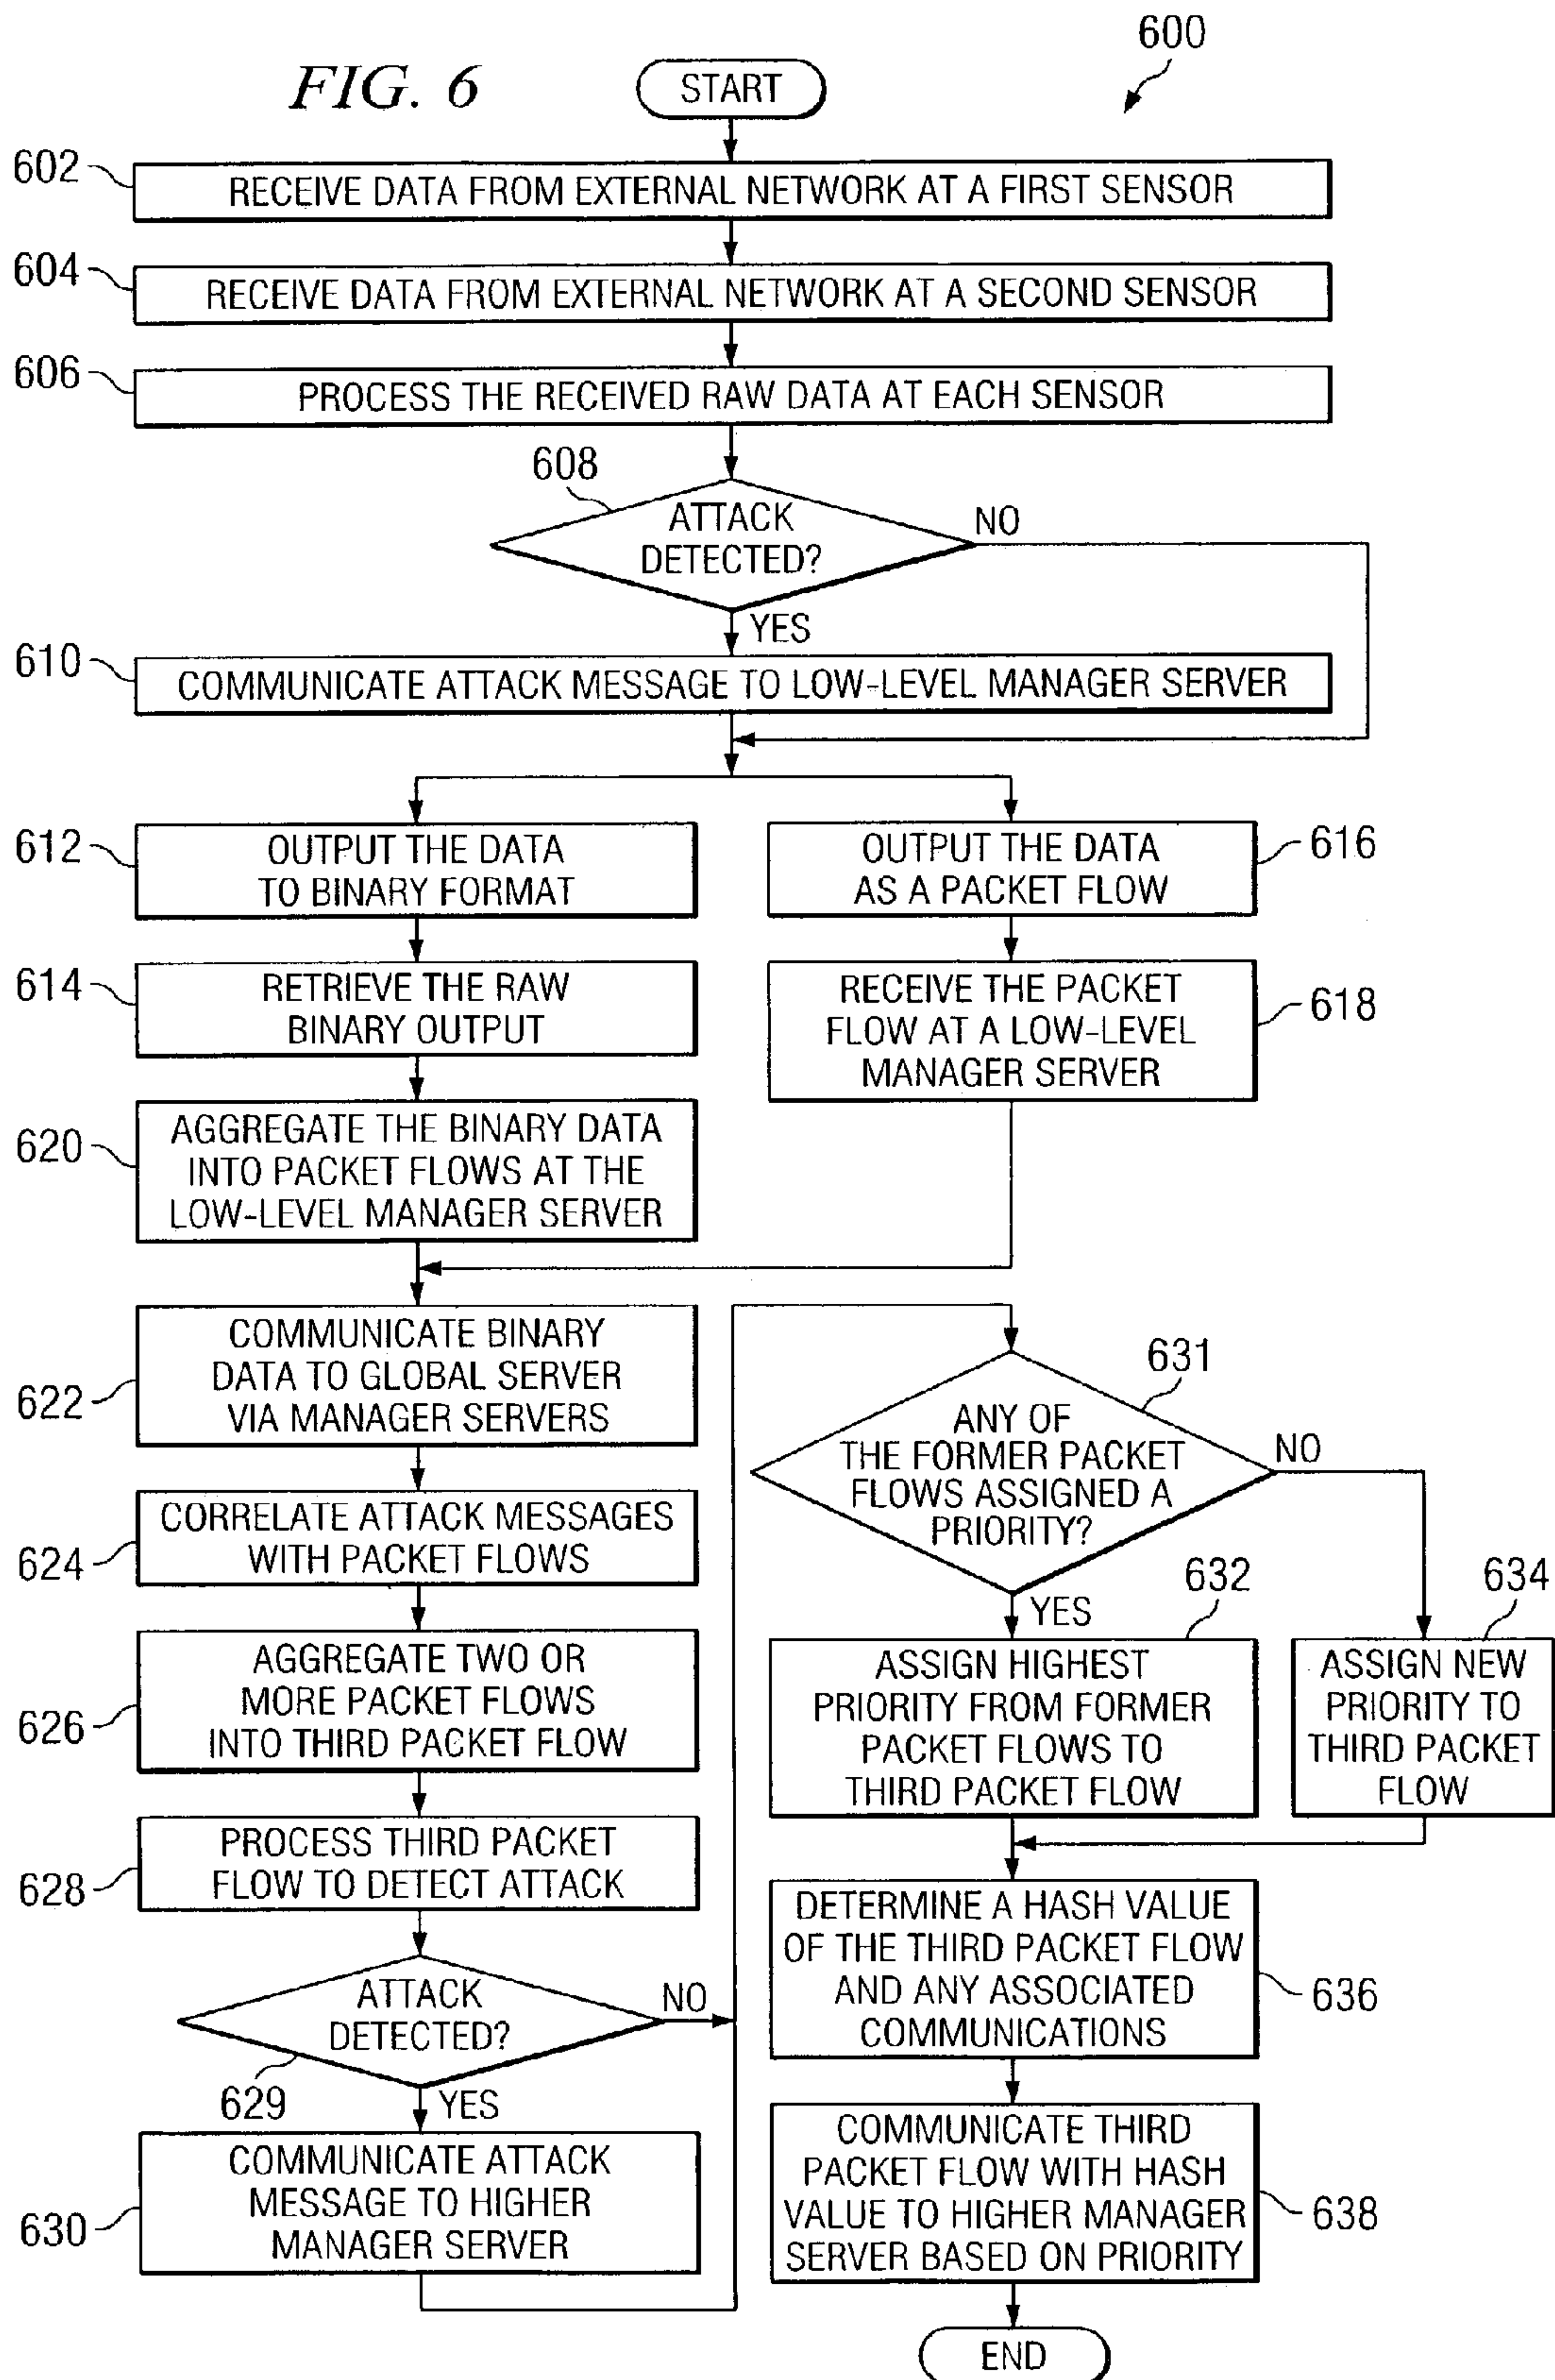 FIG. 6
START
600
602
RECEIVE DATA FROM EXTERNAL NETWORK AT A FIRST SENSOR
604
RECEIVE DATA FROM EXTERNAL NETWORK AT A SECOND SENSOR
606
PROCESS THE RECEIVED RAW DATA AT EACH SENSOR
608
ATTACK
DETECTED?
NO
YES
610
COMMUNICATE ATTACK MESSAGE TO LOW-LEVEL MANAGER SERVER
612
OUTPUT THE DATA
TO BINARY FORMAT
614
RETRIEVE THE RAW
BINARY OUTPUT
616
OUTPUT THE DATA
AS A PACKET FLOW
618
RECEIVE THE PACKET
FLOW AT A LOW-LEVEL
MANAGER SERVER
620
AGGREGATE THE BINARY DATA
INTO PACKET FLOWS AT THE
LOW-LEVEL MANAGER SERVER
622
COMMUNICATE BINARY
DATA TO GLOBAL SERVER
VIA MANAGER SERVERS
624
CORRELATE ATTACK MESSAGES
WITH PACKET FLOWS
626
AGGREGATE TWO OR
MORE PACKET FLOWS
INTO THIRD PACKET FLOW
628
PROCESS THIRD PACKET
FLOW TO DETECT ATTACK
ATTACK
DETECTED?
NO
629
YES
630
COMMUNICATE ATTACK
MESSAGE TO HIGHER
MANAGER SERVER
631
ANY OF
THE FORMER PACKET
FLOWS ASSIGNED A
PRIORITY?
NO
YES
632
ASSIGN HIGHEST
PRIORITY FROM FORMER
PACKET FLOWS TO
THIRD PACKET FLOW
634
ASSIGN NEW
PRIORITY TO
THIRD PACKET
FLOW
DETERMINE A HASH VALUE
OF THE THIRD PACKET FLOW
AND ANY ASSOCIATED
COMMUNICATIONS
636
COMMUNICATE THIRD
PACKET FLOW WITH HASH
VALUE TO HIGHER MANAGER
SERVER BASED ON PRIORITY
638
END